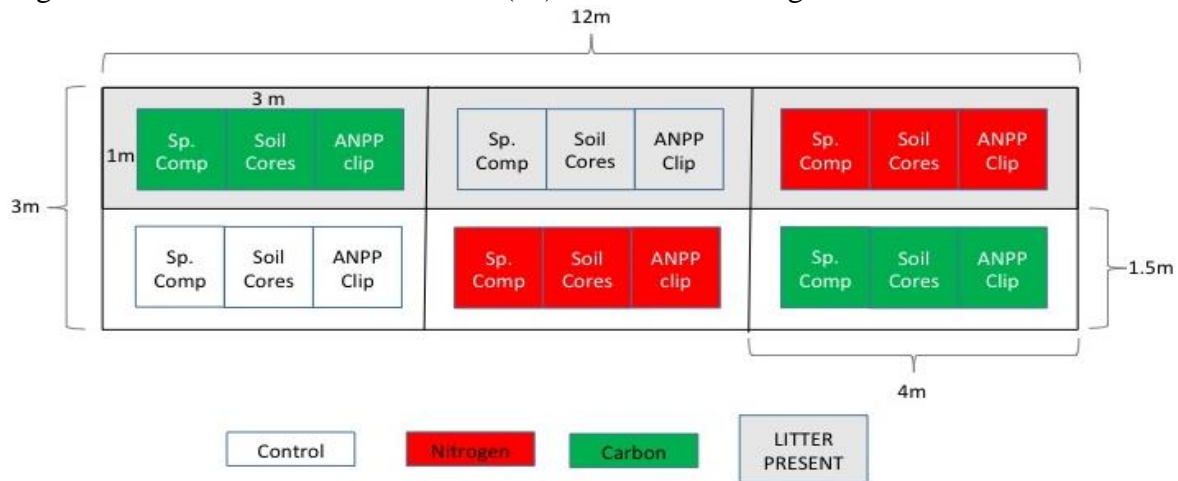 12m
3 m
Sp. Comp
Soil Cores
ANPP clip
Sp. Comp
Soil Cores
ANPP Clip
Sp. Comp
Soil Cores
ANPP Clip
1m
3m
Sp. Comp
Soil Cores
ANPP Clip
Sp. Comp
Soil Cores
ANPP clip
Sp. Comp
Soil Cores
ANPP Clip
1.5m
4m
Control
Nitrogen
Carbon
LITTER
PRESENT